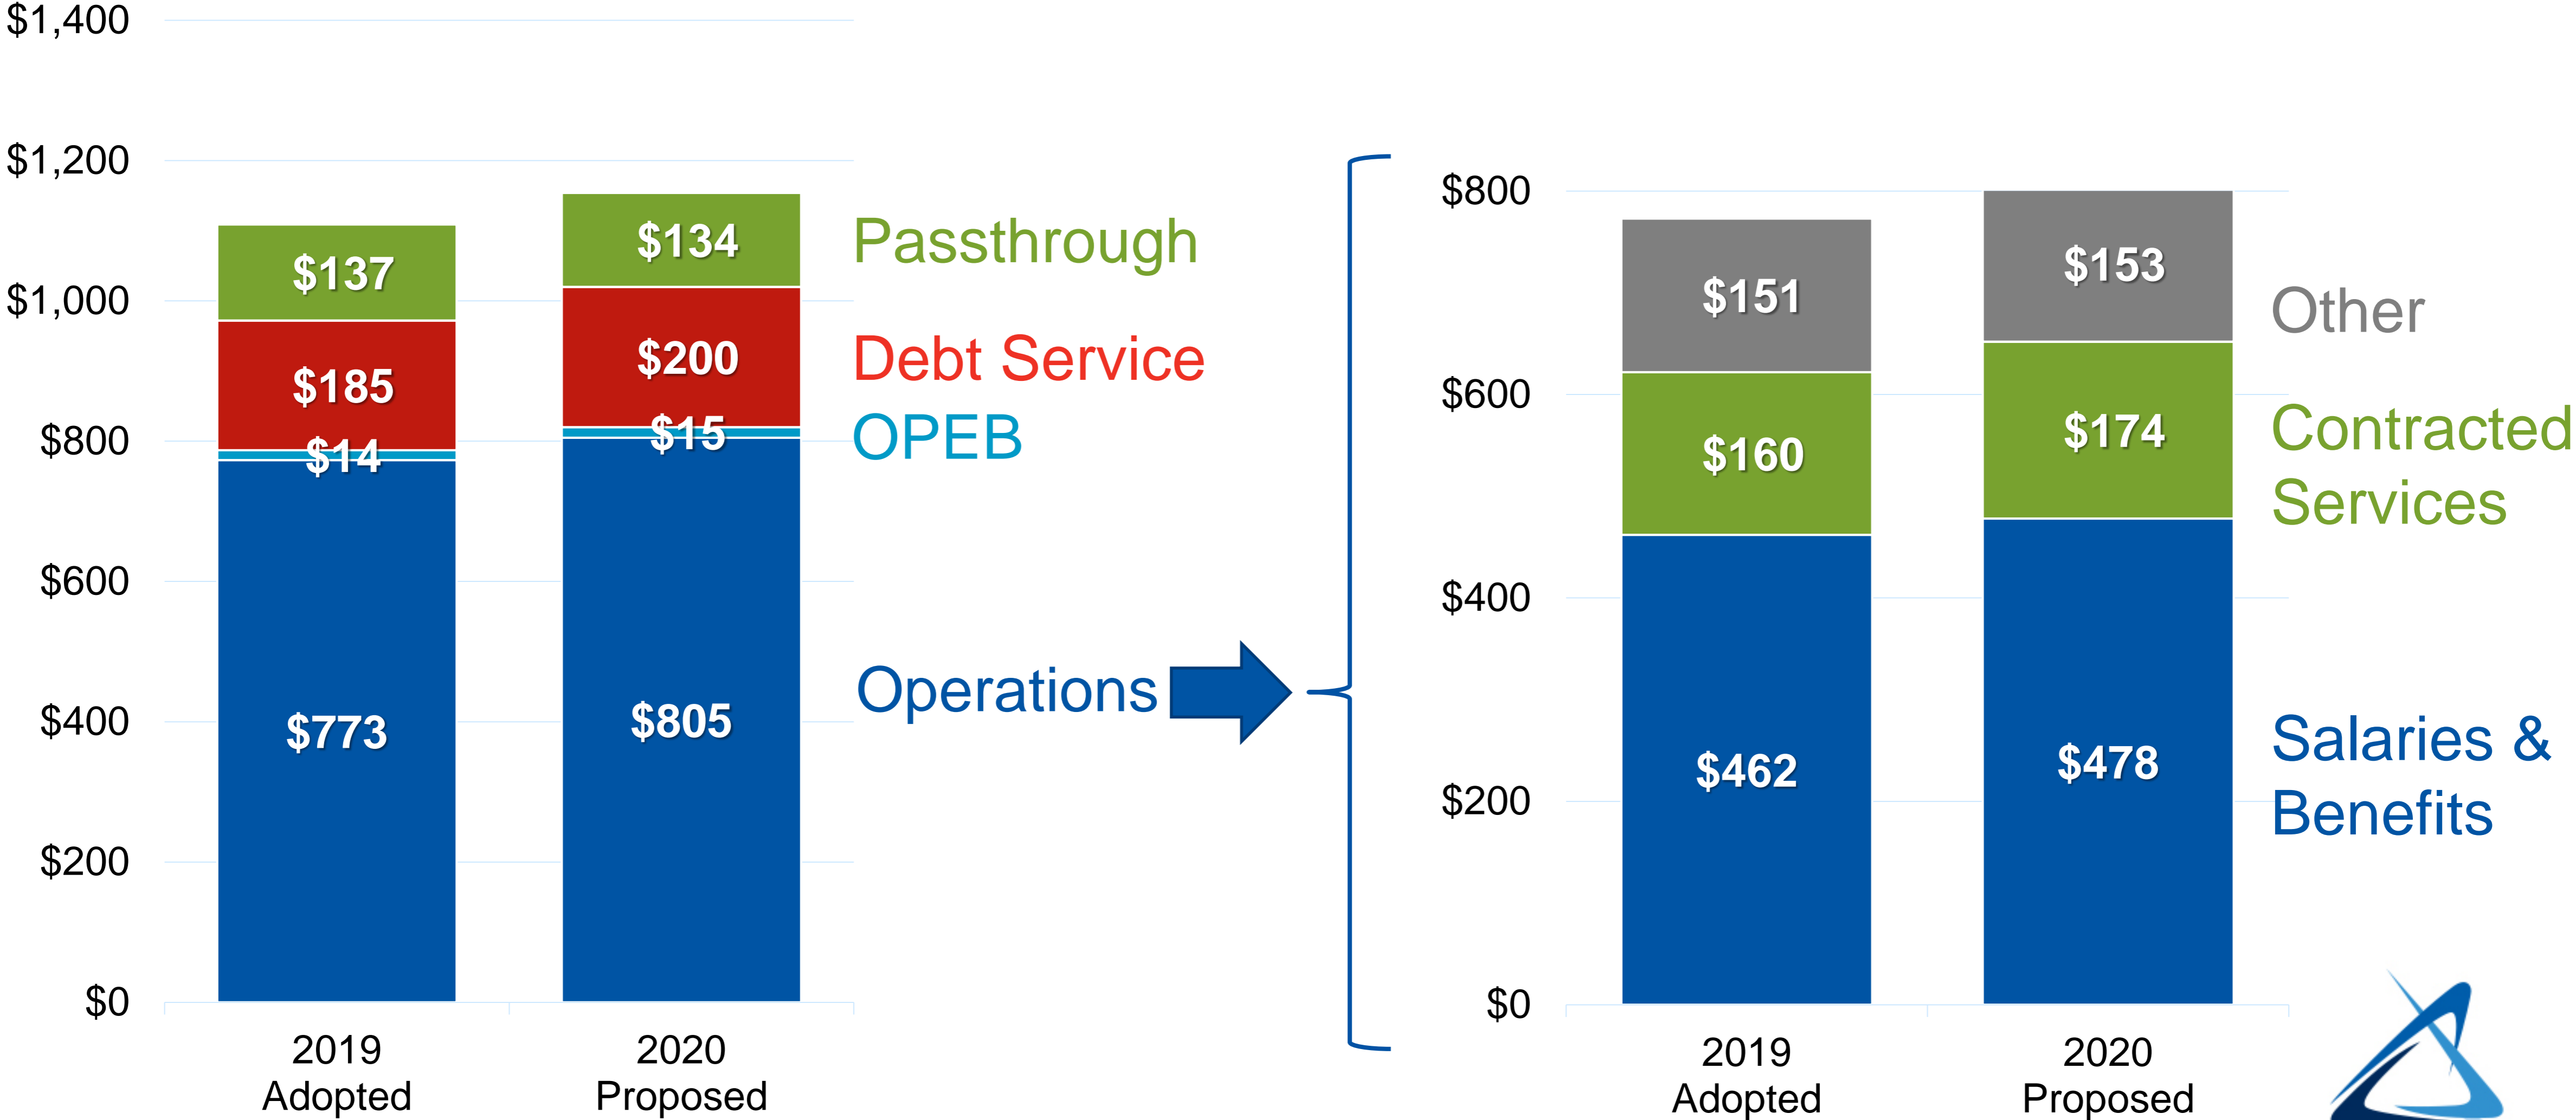 $1,400
$1,200
$1,000
$800
$600
$400
$200
$0
$137
$185
$14
$773
$134
$200
$15
$805
2019
Adopted
2020
Proposed
Passthrough
Debt Service
OPEB
Operations
$800
$600
$400
$200
$0
$151
$160
$462
$153
$174
$478
2019
Adopted
2020
Proposed
Other
Contracted
Services
Salaries &
Benefits